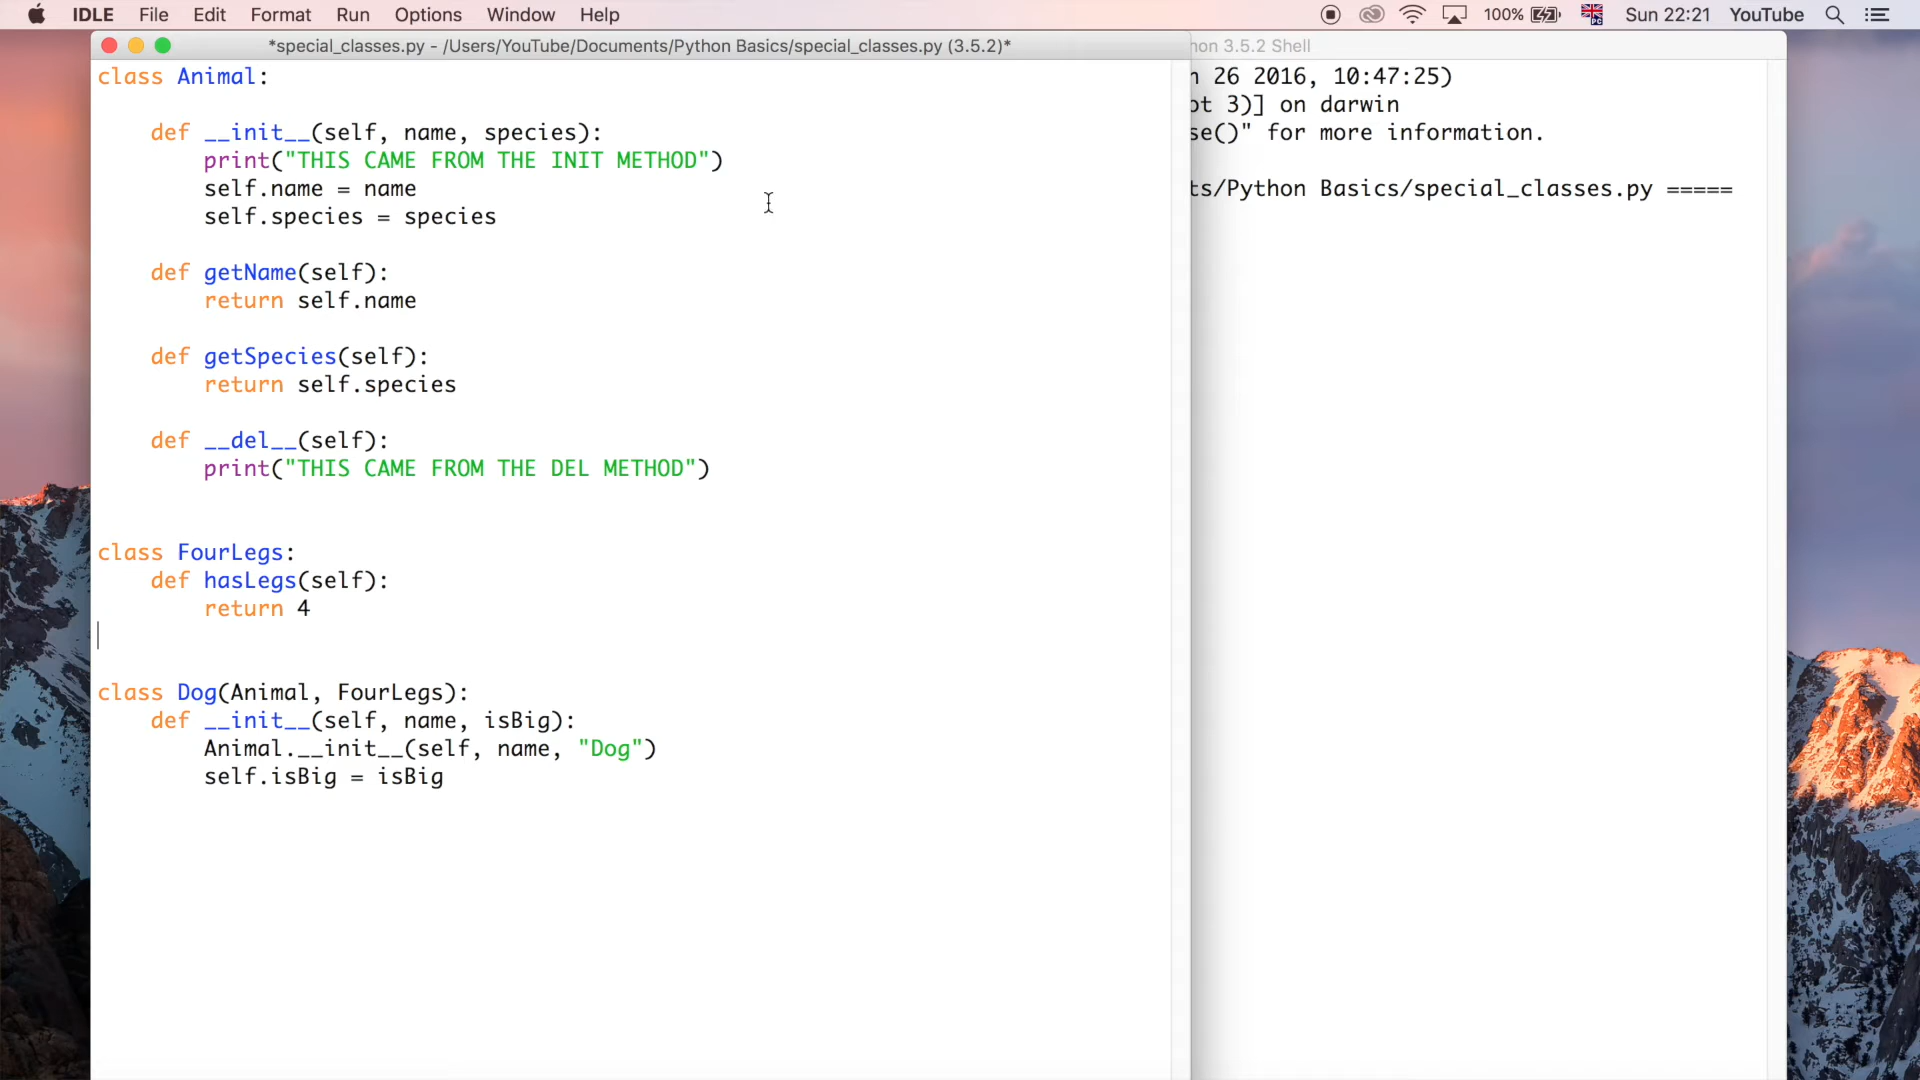 IDLE File Edit Format Run Options Window Help 100% Sun 22:21 YouTube
*special_classes.py - /Users/YouTube/Documents/Python Basics/special_classes.py (3.5.2)*
class Animal:
    def __init__(self, name, species):
        print("THIS CAME FROM THE INIT METHOD")
        self.name = name
        self.species = species
    def getName(self):
        return self.name
    def getSpecies(self):
        return self.species
    def __del__(self):
        print("THIS CAME FROM THE DEL METHOD")
class FourLegs:
    def hasLegs(self):
        return 4
class Dog(Animal, FourLegs):
    def __init__(self, name, isBig):
        Animal.__init__(self, name, "Dog")
        self.isBig = isBig
hon 3.5.2 Shell
26 2016, 10:47:25)
ot 3)] on darwin
se()" for more information.
ts/Python Basics/special_classes.py =====